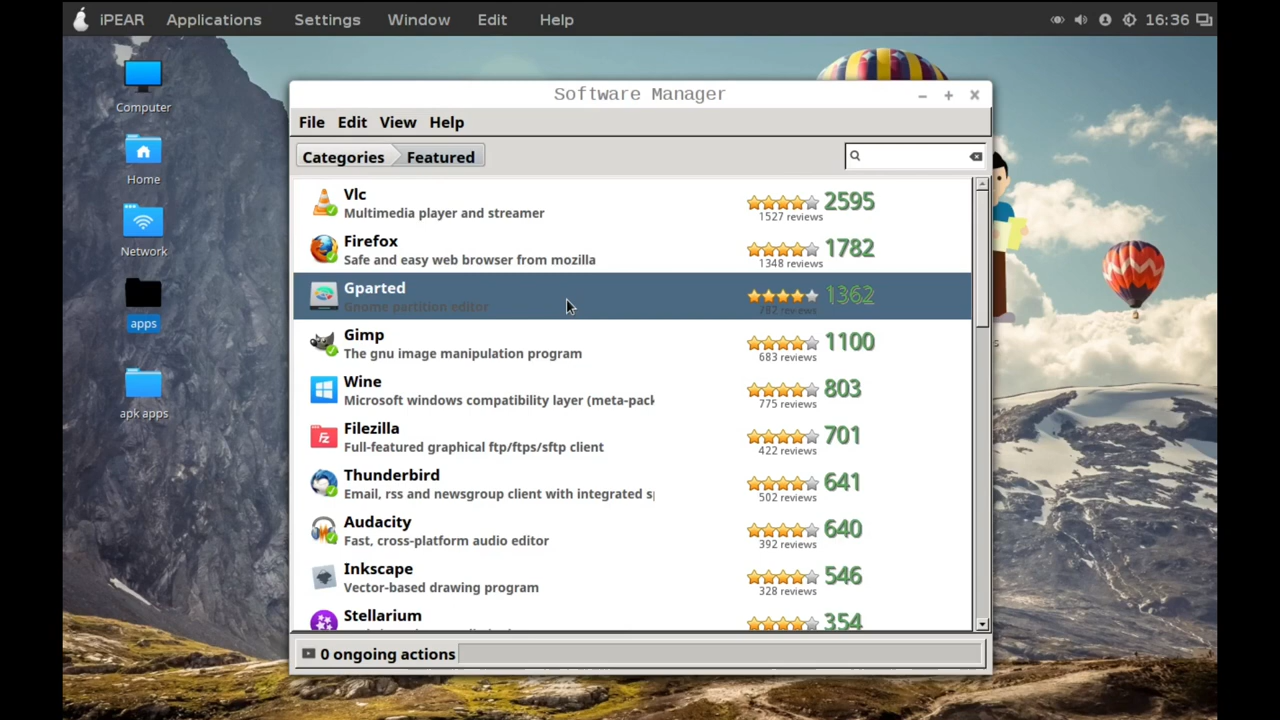 iPEAR Applications Settings Window Edit Help 16:36
Computer
Home
Network
apps
apk apps
Software Manager
File Edit View Help
Categories Featured
Vlc
Multimedia player and streamer
2595
1527 reviews
Firefox
Safe and easy web browser from mozilla
1782
1348 reviews
Gparted
Gnome partition editor
1362
782 reviews
Gimp
The gnu image manipulation program
1100
683 reviews
Wine
Microsoft windows compatibility layer (meta-pack
803
775 reviews
Filezilla
Full-featured graphical ftp/ftps/sftp client
701
422 reviews
Thunderbird
Email, rss and newsgroup client with integrated s
641
502 reviews
Audacity
Fast, cross-platform audio editor
640
392 reviews
Inkscape
Vector-based drawing program
546
328 reviews
Stellarium
354
0 ongoing actions